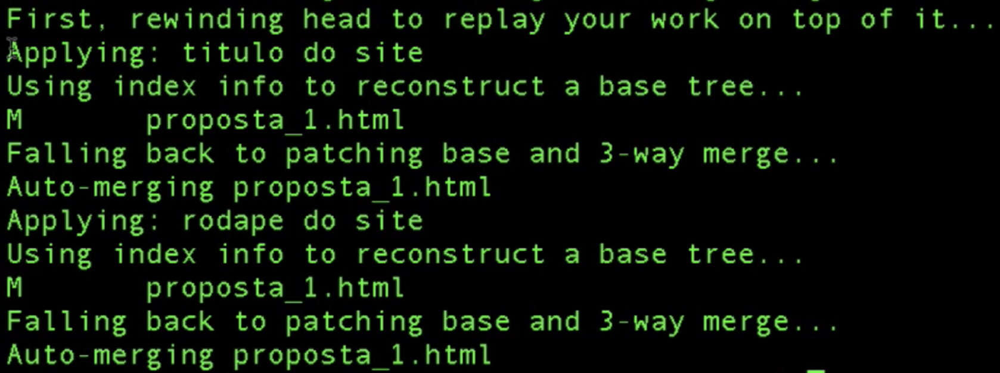 First, rewinding head to replay your work on top of it...
Applying: titulo do site
Using index info to reconstruct a base tree...
M       proposta_1.html
Falling back to patching base and 3-way merge...
Auto-merging proposta_1.html
Applying: rodape do site
Using index info to reconstruct a base tree...
M       proposta_1.html
Falling back to patching base and 3-way merge...
Auto-merging proposta_1.html